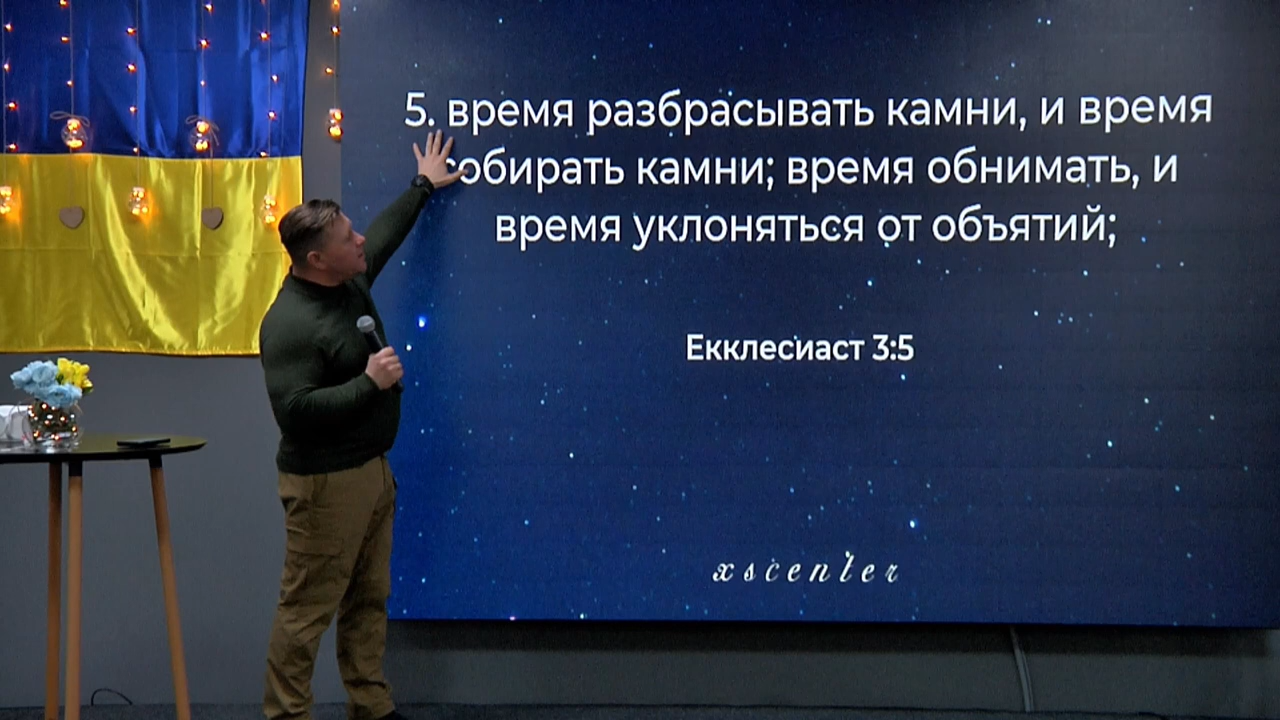 5. время разбрасывать камни, и время
собирать камни; время обнимать, и
время уклоняться от объятий;
Екклесиаст 3:5
xscenter